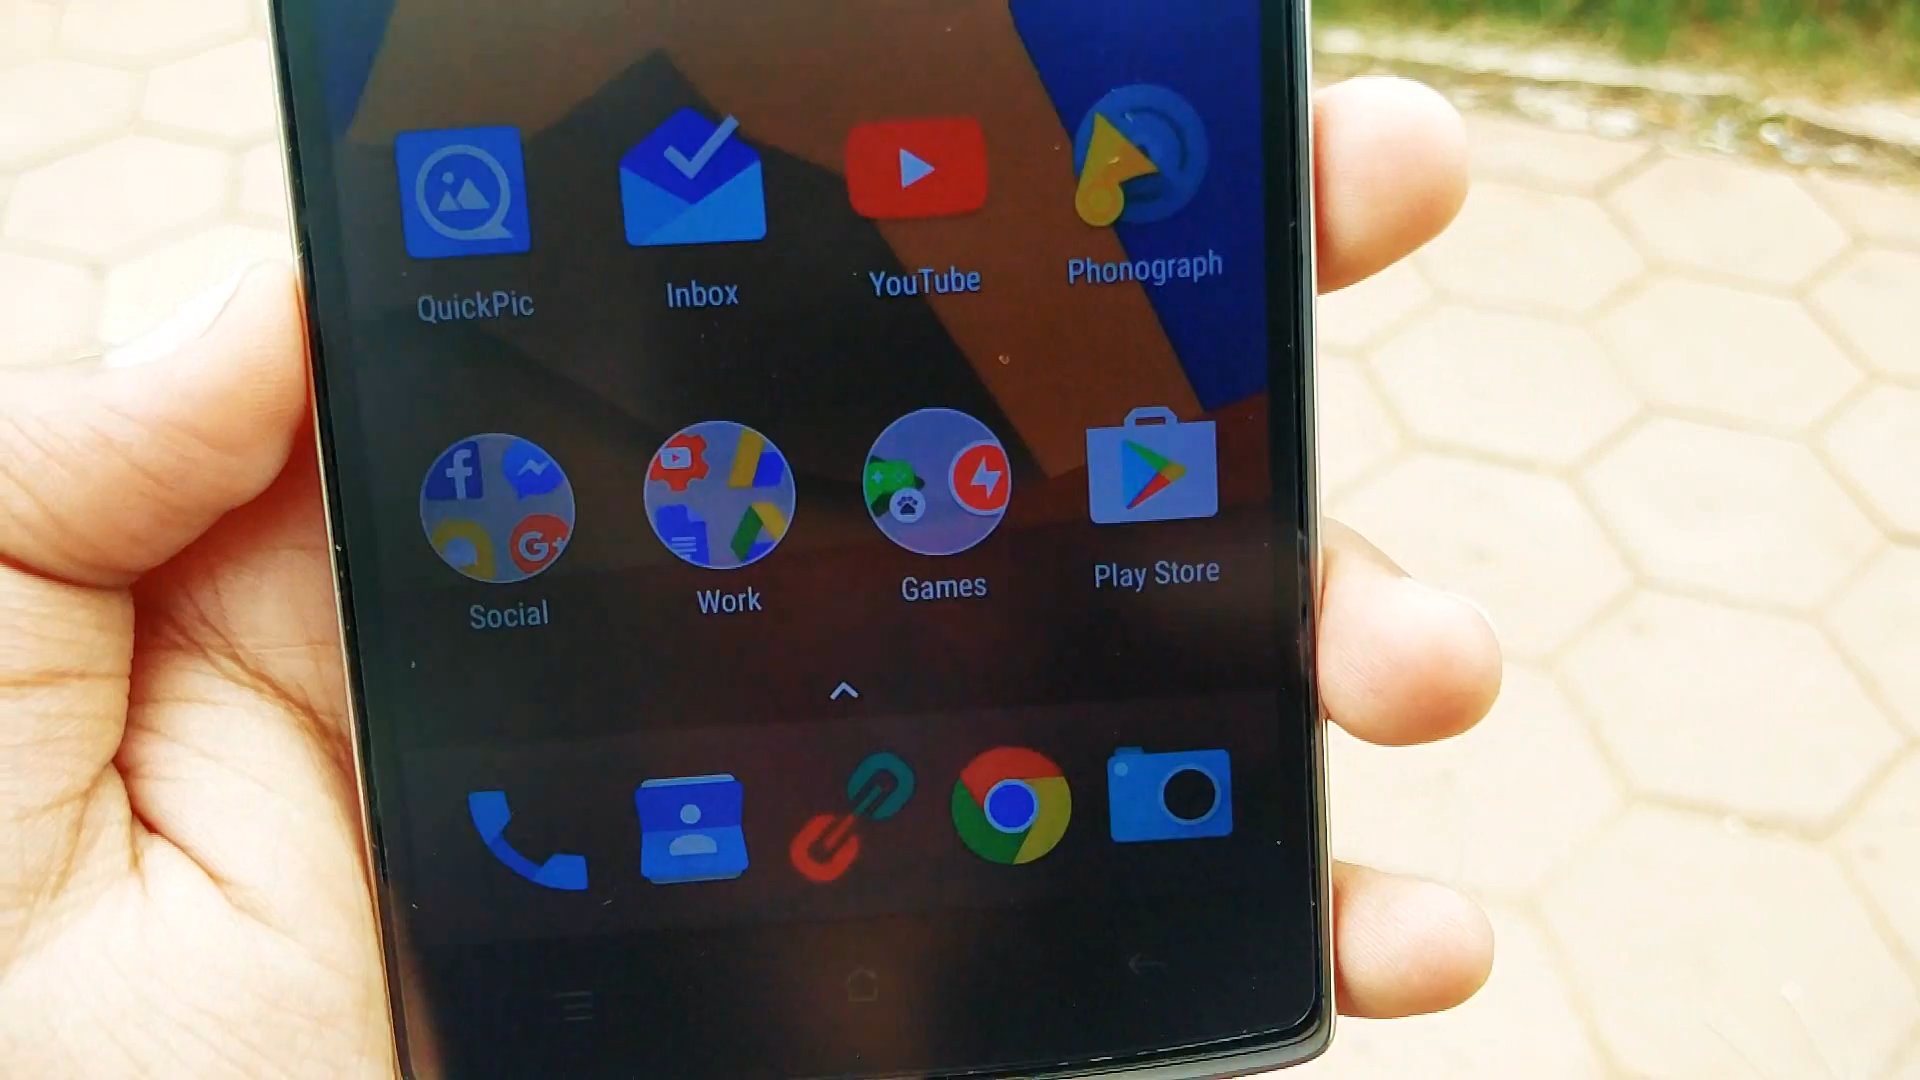 QuickPic
Inbox
YouTube
Phonograph
f
G+
Social
Work
Games
Play Store